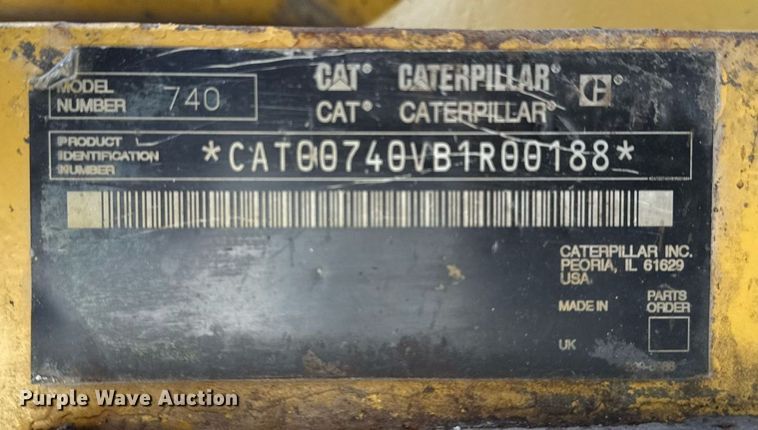 MODEL NUMBER 740
CAT® CATERPILLAR®
CAT® CATERPILLAR®
PRODUCT IDENTIFICATION NUMBER *CAT00740VB1R00188*
CATERPILLAR INC.
PEORIA, IL 61629
USA
MADE IN
PARTS ORDER
UK
Purple Wave Auction